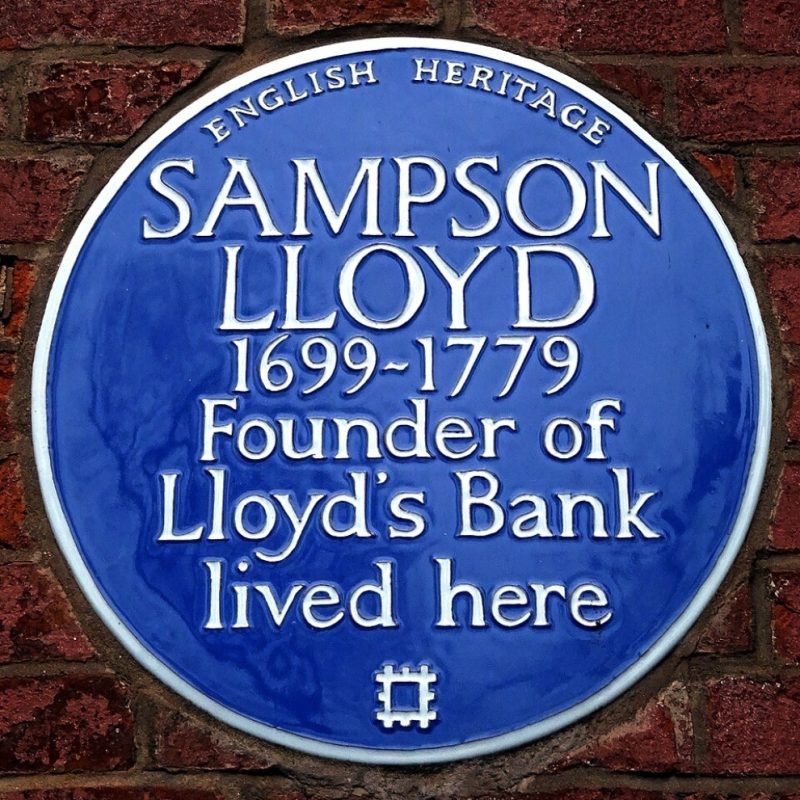 ENGLISH HERITAGE
SAMPSON
LLOYD
1699-1779
Founder of
Lloyd's Bank
lived here